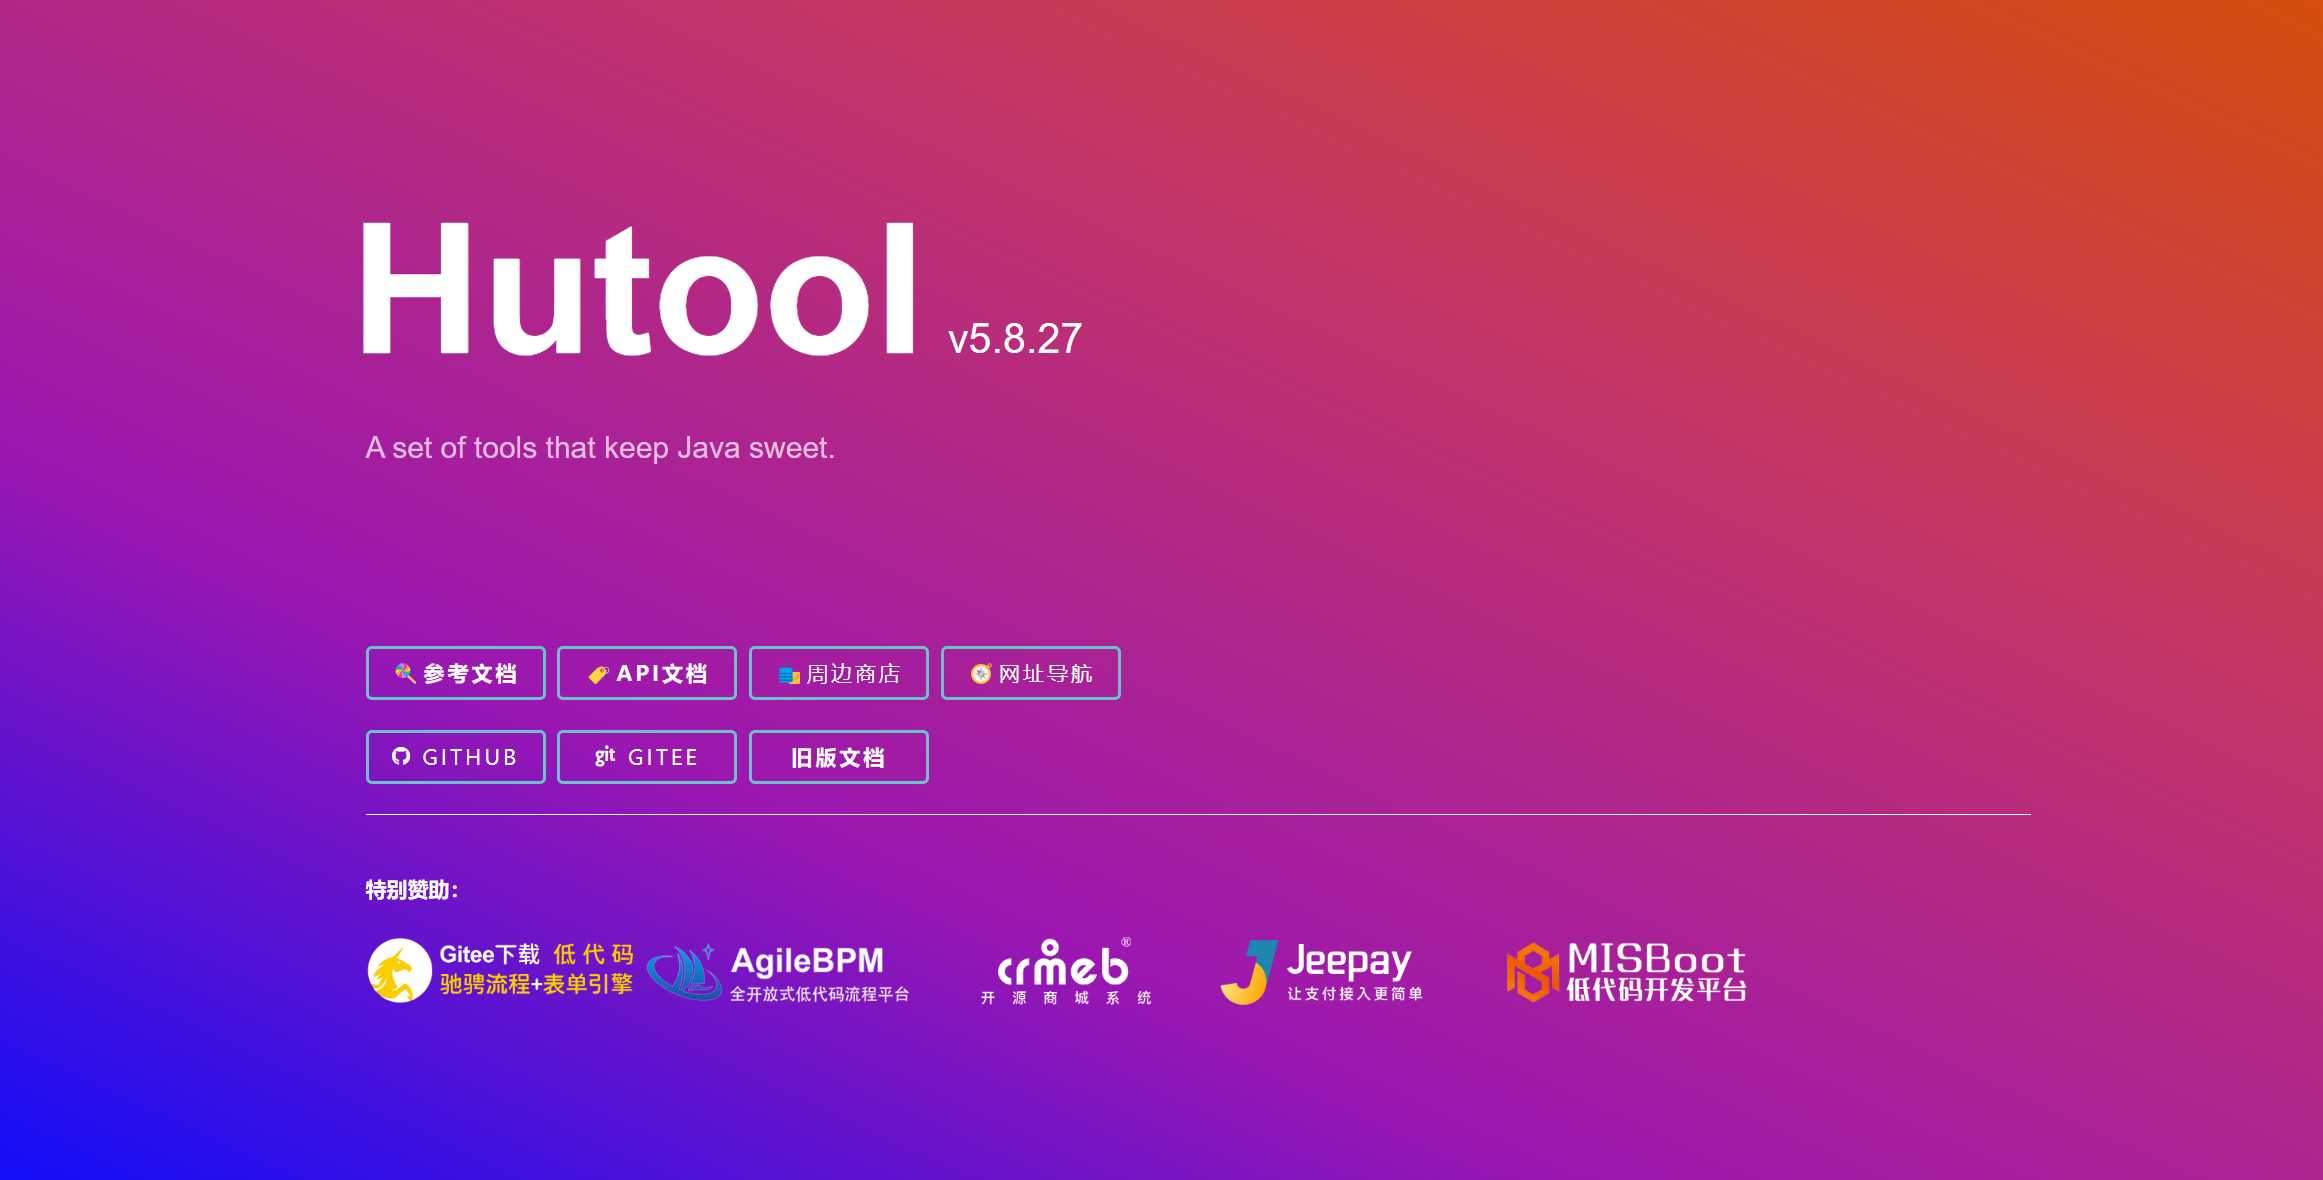 Hutool v5.8.27
A set of tools that keep Java sweet.
参考文档 API文档 周边商店 网址导航
GITHUB git GITEE 旧版文档
特别赞助：
Gitee下载 低代码
驰骋流程+表单引擎
AgileBPM
全开放式低代码流程平台
crmeb®
开源商城系统
Jeepay
让支付接入更简单
MISBoot
低代码开发平台